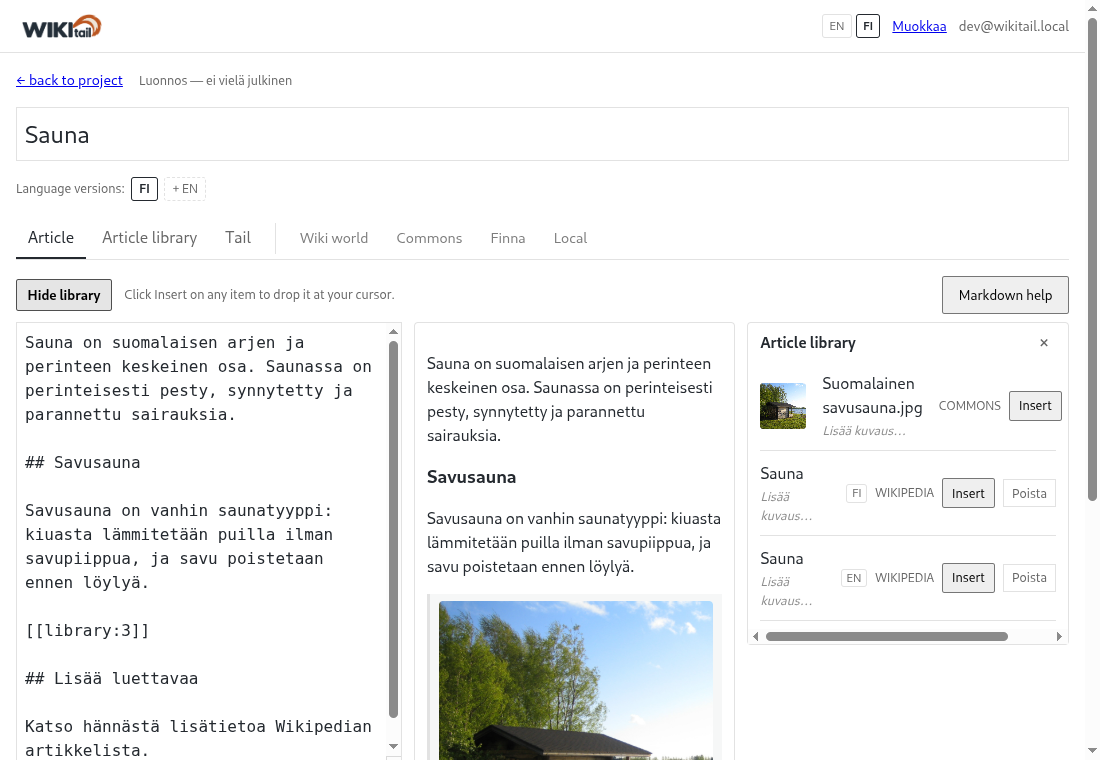 WIKItail
EN FI Muokkaa dev@wikitail.local
← back to project Luonnos — ei vielä julkinen
Sauna
Language versions: FI + EN
Article Article library Tail Wiki world Commons Finna Local
Hide library Click Insert on any item to drop it at your cursor. Markdown help
Sauna on suomalaisen arjen ja
perinteen keskeinen osa. Saunassa on
perinteisesti pesty, synnytetty ja
parannettu sairauksia.
## Savusauna
Savusauna on vanhin saunatyyppi:
kiuasta lämmitetään puilla ilman
savupiippua, ja savu poistetaan
ennen löylyä.
[[library:3]]
## Lisää luettavaa
Katso hännästä lisätietoa Wikipedian
artikkelista.
Sauna on suomalaisen arjen ja perinteen
keskeinen osa. Saunassa on perinteisesti
pesty, synnytetty ja parannettu
sairauksia.
Savusauna
Savusauna on vanhin saunatyyppi: kiuasta
lämmitetään puilla ilman savupiippua, ja
savu poistetaan ennen löylyä.
Article library ×
Suomalainen
savusauna.jpg COMMONS Insert
Lisää kuvaus…
Sauna
Lisää
kuvaus… FI WIKIPEDIA Insert Poista
Sauna
Lisää
kuvaus… EN WIKIPEDIA Insert Poista